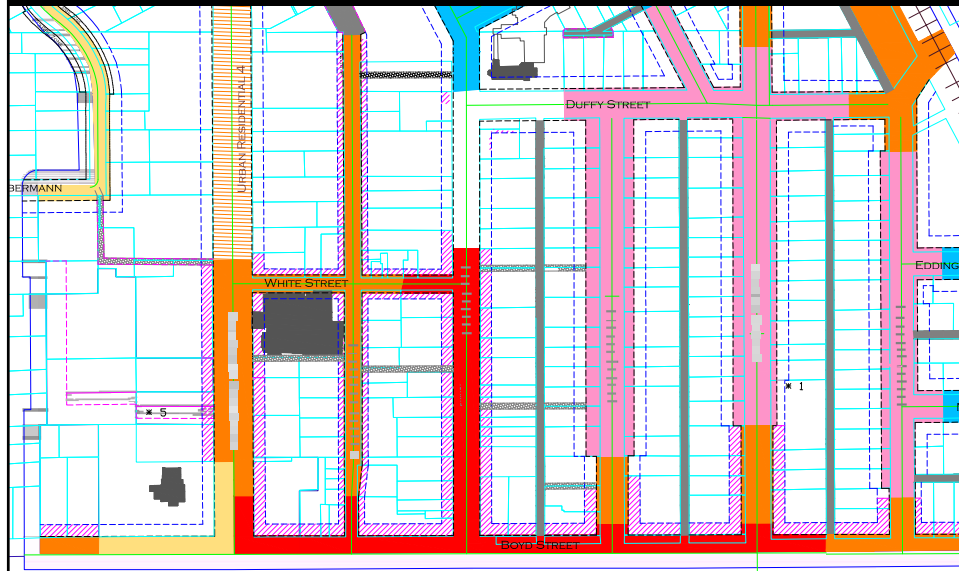 DUFFY STREET
URBAN RESIDENTIAL 4
BERMANN
EDDING
WHITE STREET
1
5
BOYD STREET